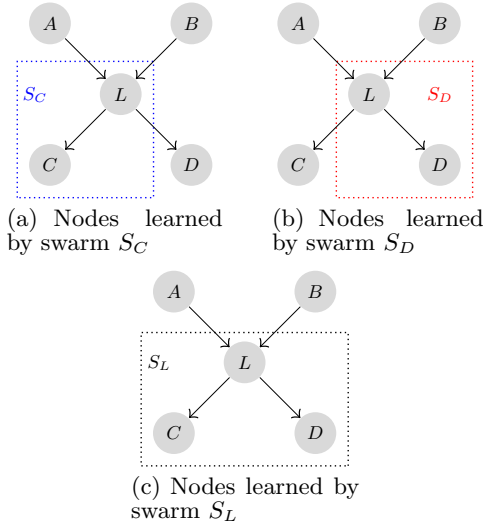 A B A B
S_C L L S_D
C D C D
(a) Nodes learned
by swarm S_C
(b) Nodes learned
by swarm S_D
A B
S_L L
C D
(c) Nodes learned by
swarm S_L